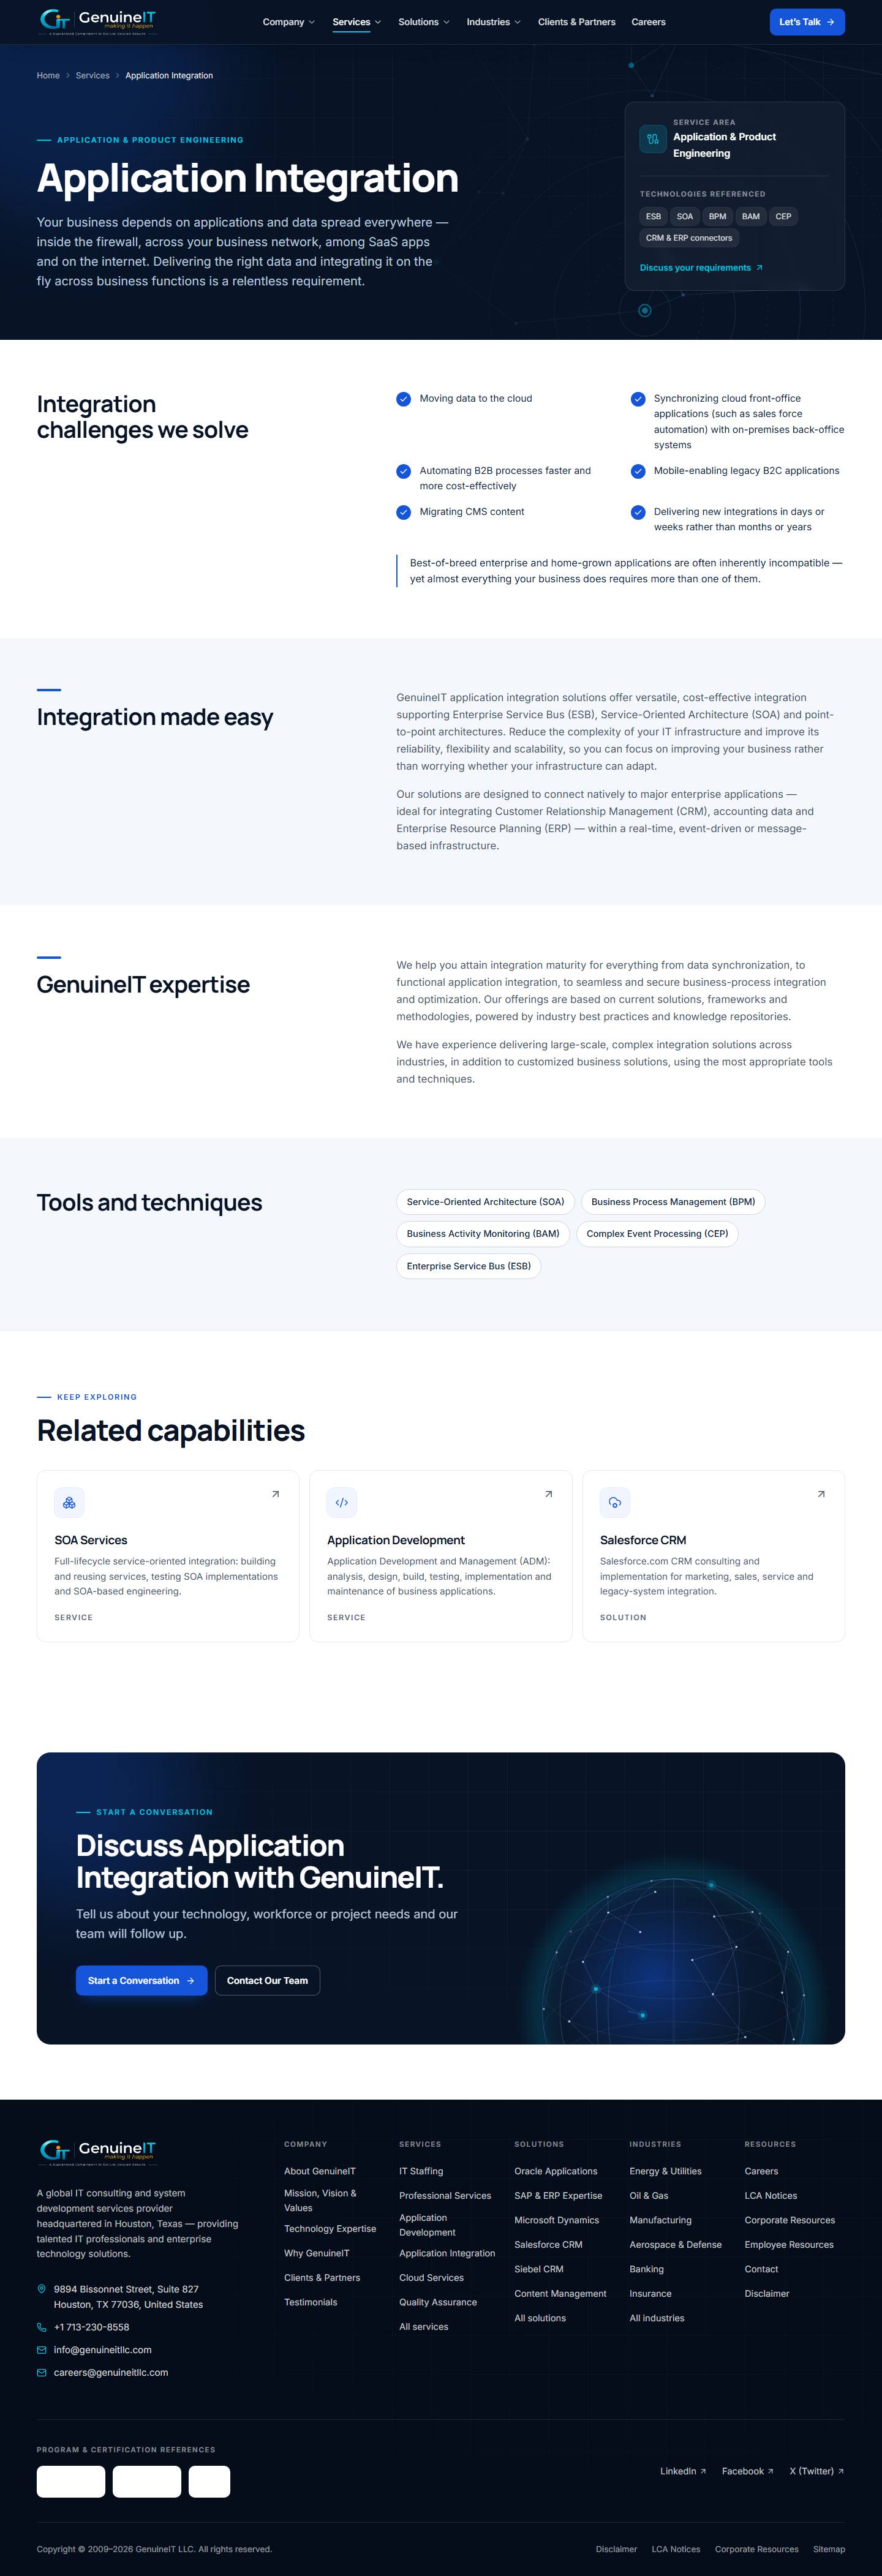 GenuineIT
making it happen
Company
Services
Solutions
Industries
Clients & Partners
Careers
Let's Talk
Home
Services
Application Integration
APPLICATION & PRODUCT ENGINEERING
Application Integration
Your business depends on applications and data spread everywhere —
inside the firewall, across your business network, among SaaS apps
and on the internet. Delivering the right data and integrating it on the
fly across business functions is a relentless requirement.
SERVICE AREA
Application & Product
Engineering
TECHNOLOGIES REFERENCED
ESB
SOA
BPM
BAM
CEP
CRM & ERP connectors
Discuss your requirements
Integration
challenges we solve
Moving data to the cloud
Synchronizing cloud front-office
applications (such as sales force
automation) with on-premises back-office
systems
Automating B2B processes faster and
more cost-effectively
Mobile-enabling legacy B2C applications
Migrating CMS content
Delivering new integrations in days or
weeks rather than months or years
Best-of-breed enterprise and home-grown applications are often inherently incompatible —
yet almost everything your business does requires more than one of them.
Integration made easy
GenuineIT application integration solutions offer versatile, cost-effective integration
supporting Enterprise Service Bus (ESB), Service-Oriented Architecture (SOA) and point-
to-point architectures. Reduce the complexity of your IT infrastructure and improve its
reliability, flexibility and scalability, so you can focus on improving your business rather
than worrying whether your infrastructure can adapt.
Our solutions are designed to connect natively to major enterprise applications —
ideal for integrating Customer Relationship Management (CRM), accounting data and
Enterprise Resource Planning (ERP) — within a real-time, event-driven or message-
based infrastructure.
GenuineIT expertise
We help you attain integration maturity for everything from data synchronization, to
functional application integration, to seamless and secure business-process integration
and optimization. Our offerings are based on current solutions, frameworks and
methodologies, powered by industry best practices and knowledge repositories.
We have experience delivering large-scale, complex integration solutions across
industries, in addition to customized business solutions, using the most appropriate tools
and techniques.
Tools and techniques
Service-Oriented Architecture (SOA)
Business Process Management (BPM)
Business Activity Monitoring (BAM)
Complex Event Processing (CEP)
Enterprise Service Bus (ESB)
KEEP EXPLORING
Related capabilities
SOA Services
Full-lifecycle service-oriented integration: building
and reusing services, testing SOA implementations
and SOA-based engineering.
SERVICE
Application Development
Application Development and Management (ADM):
analysis, design, build, testing, implementation and
maintenance of business applications.
SERVICE
Salesforce CRM
Salesforce.com CRM consulting and
implementation for marketing, sales, service and
legacy-system integration.
SOLUTION
START A CONVERSATION
Discuss Application
Integration with GenuineIT.
Tell us about your technology, workforce or project needs and our
team will follow up.
Start a Conversation
Contact Our Team
GenuineIT
making it happen
A global IT consulting and system
development services provider
headquartered in Houston, Texas — providing
talented IT professionals and enterprise
technology solutions.
9894 Bissonnet Street, Suite 827
Houston, TX 77036, United States
+1 713-230-8558
info@genuineitllc.com
careers@genuineitllc.com
COMPANY
About GenuineIT
Mission, Vision &
Values
Technology Expertise
Why GenuineIT
Clients & Partners
Testimonials
SERVICES
IT Staffing
Professional Services
Application
Development
Application Integration
Cloud Services
Quality Assurance
All services
SOLUTIONS
Oracle Applications
SAP & ERP Expertise
Microsoft Dynamics
Salesforce CRM
Siebel CRM
Content Management
All solutions
INDUSTRIES
Energy & Utilities
Oil & Gas
Manufacturing
Aerospace & Defense
Banking
Insurance
All industries
RESOURCES
Careers
LCA Notices
Corporate Resources
Employee Resources
Contact
Disclaimer
PROGRAM & CERTIFICATION REFERENCES
LinkedIn
Facebook
X (Twitter)
Copyright © 2009–2026 GenuineIT LLC. All rights reserved.
Disclaimer
LCA Notices
Corporate Resources
Sitemap